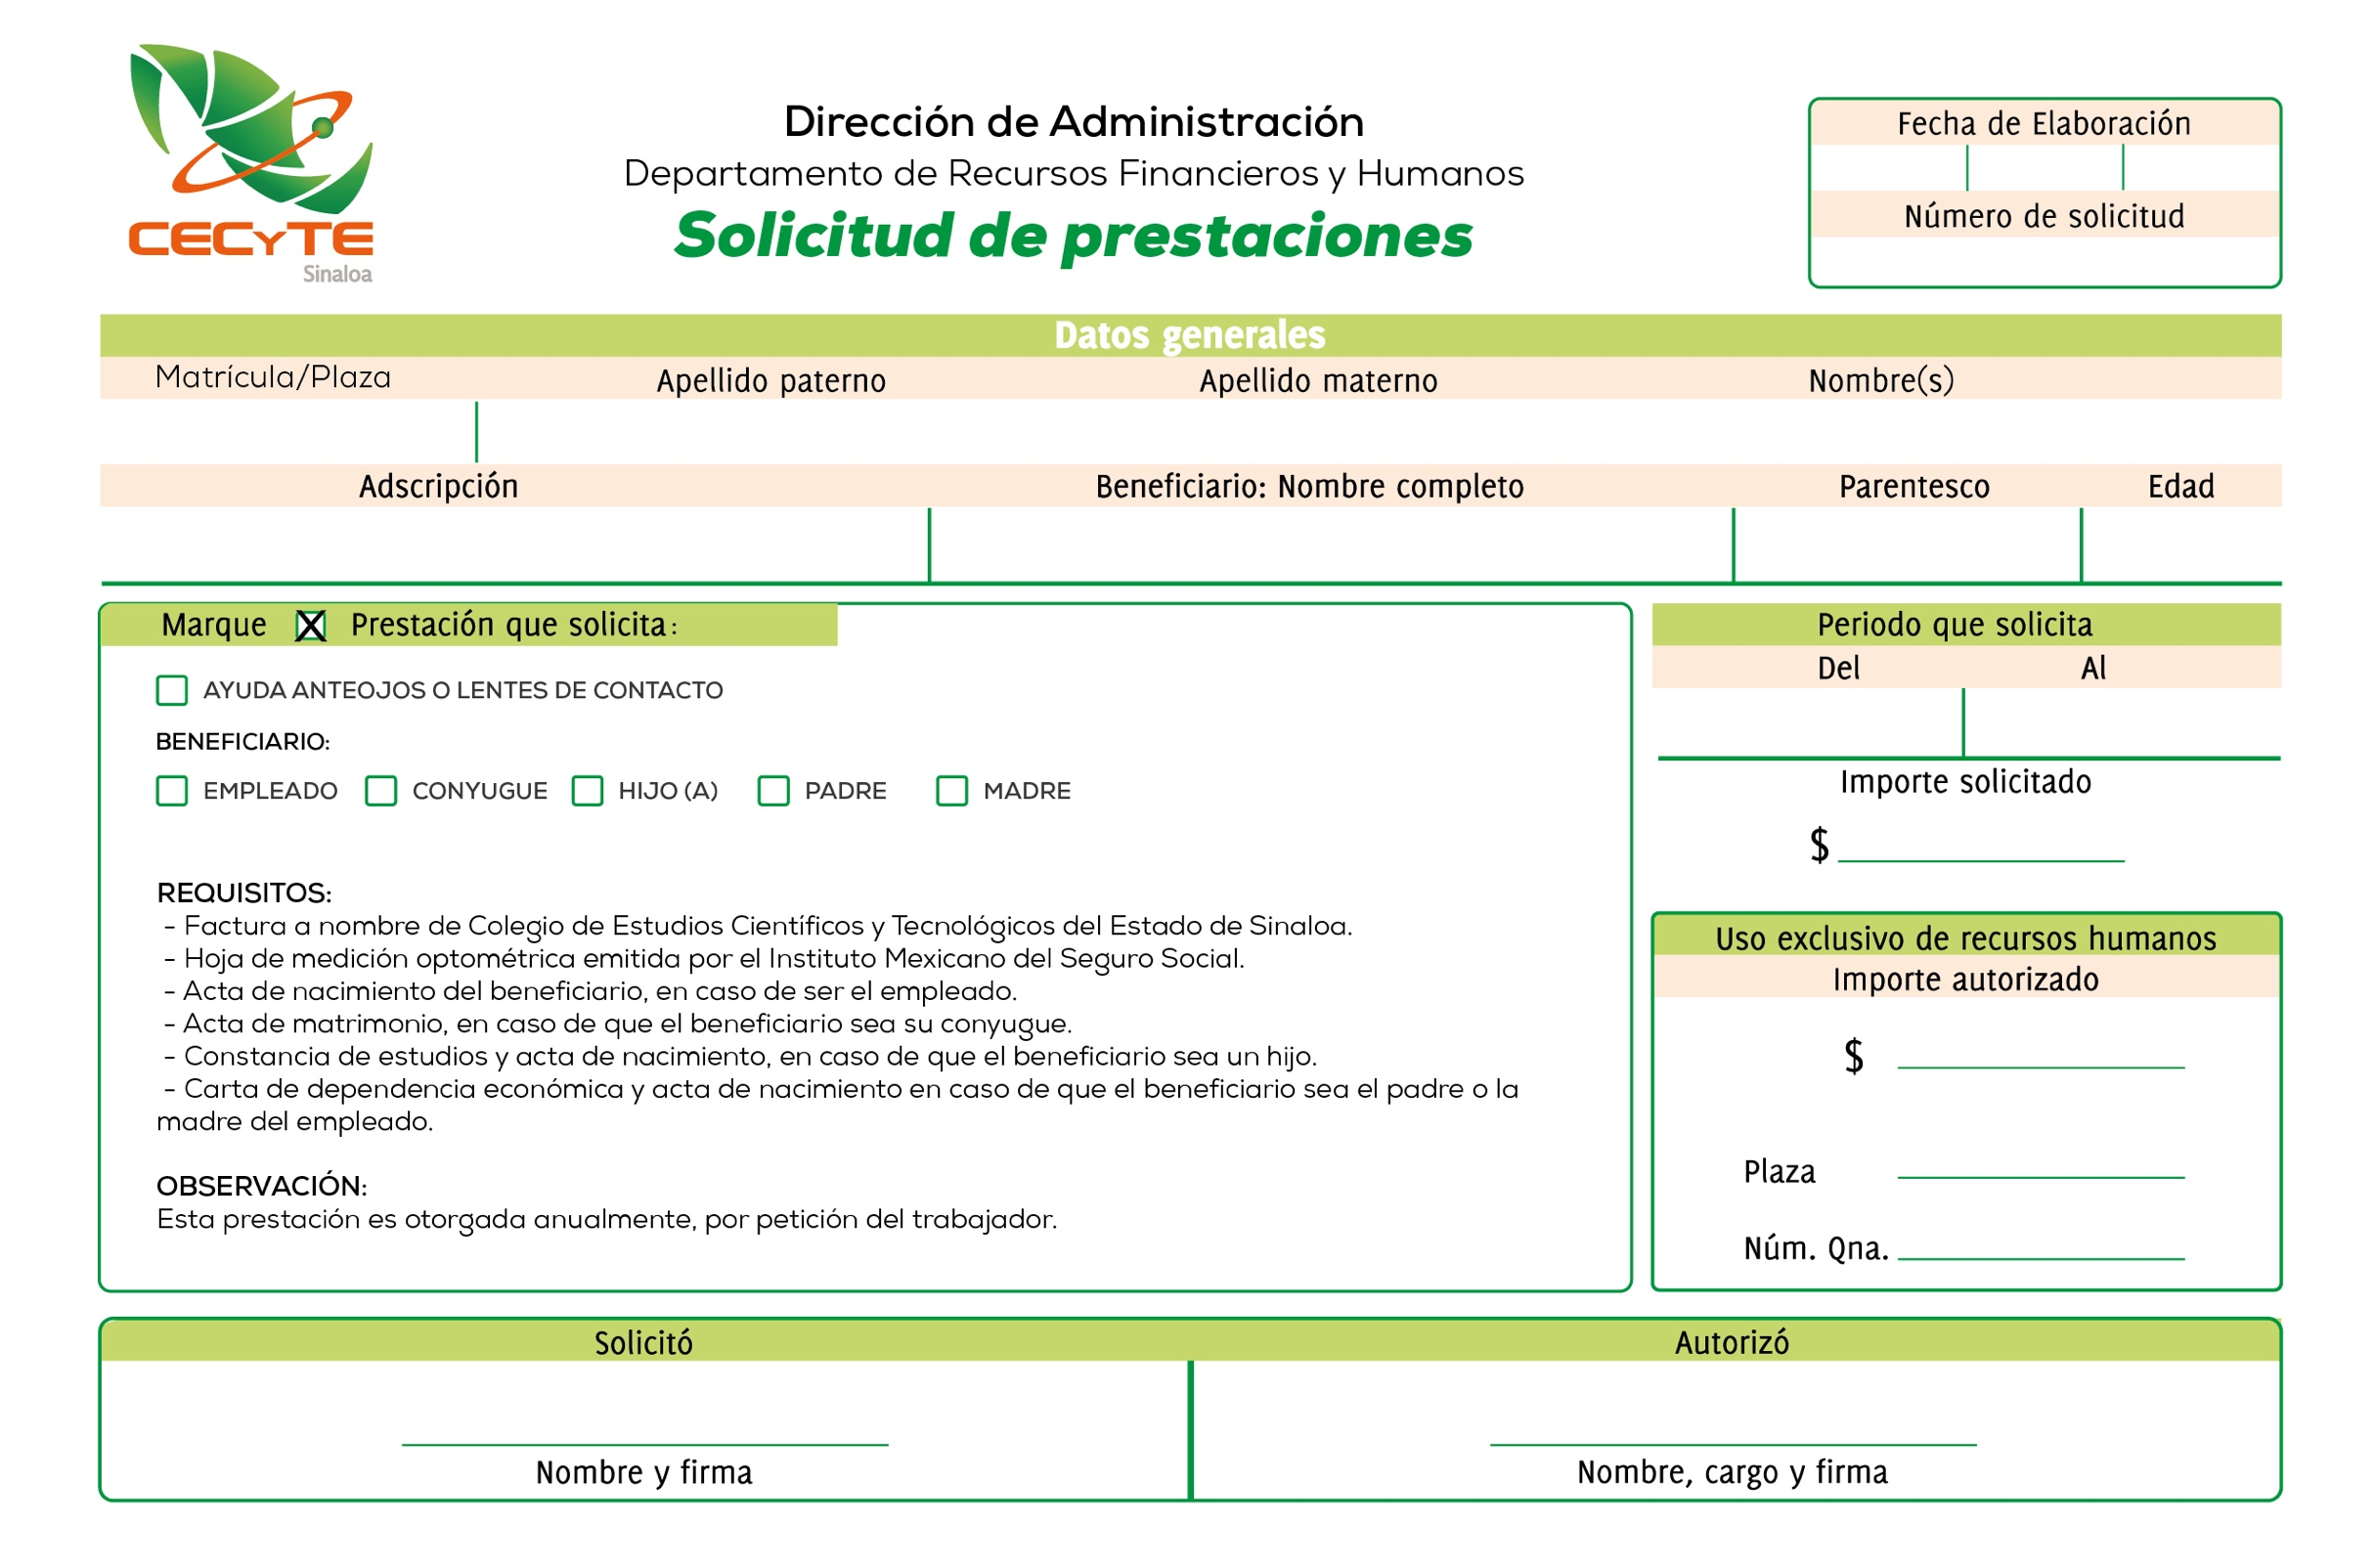 CECyTE
Sinaloa
Dirección de Administración
Departamento de Recursos Financieros y Humanos
Solicitud de prestaciones
Fecha de Elaboración
Número de solicitud
Datos generales
Matrícula/Plaza Apellido paterno Apellido materno Nombre(s)
Adscripción Beneficiario: Nombre completo Parentesco Edad
Marque X Prestación que solicita:
AYUDA ANTEOJOS O LENTES DE CONTACTO
BENEFICIARIO:
EMPLEADO CONYUGUE HIJO (A) PADRE MADRE
REQUISITOS:
- Factura a nombre de Colegio de Estudios Científicos y Tecnológicos del Estado de Sinaloa.
- Hoja de medición optométrica emitida por el Instituto Mexicano del Seguro Social.
- Acta de nacimiento del beneficiario, en caso de ser el empleado.
- Acta de matrimonio, en caso de que el beneficiario sea su conyugue.
- Constancia de estudios y acta de nacimiento, en caso de que el beneficiario sea un hijo.
- Carta de dependencia económica y acta de nacimiento en caso de que el beneficiario sea el padre o la
madre del empleado.
OBSERVACIÓN:
Esta prestación es otorgada anualmente, por petición del trabajador.
Periodo que solicita
Del Al
Importe solicitado
$
Uso exclusivo de recursos humanos
Importe autorizado
$
Plaza
Núm. Qna.
Solicitó Autorizó
Nombre y firma Nombre, cargo y firma